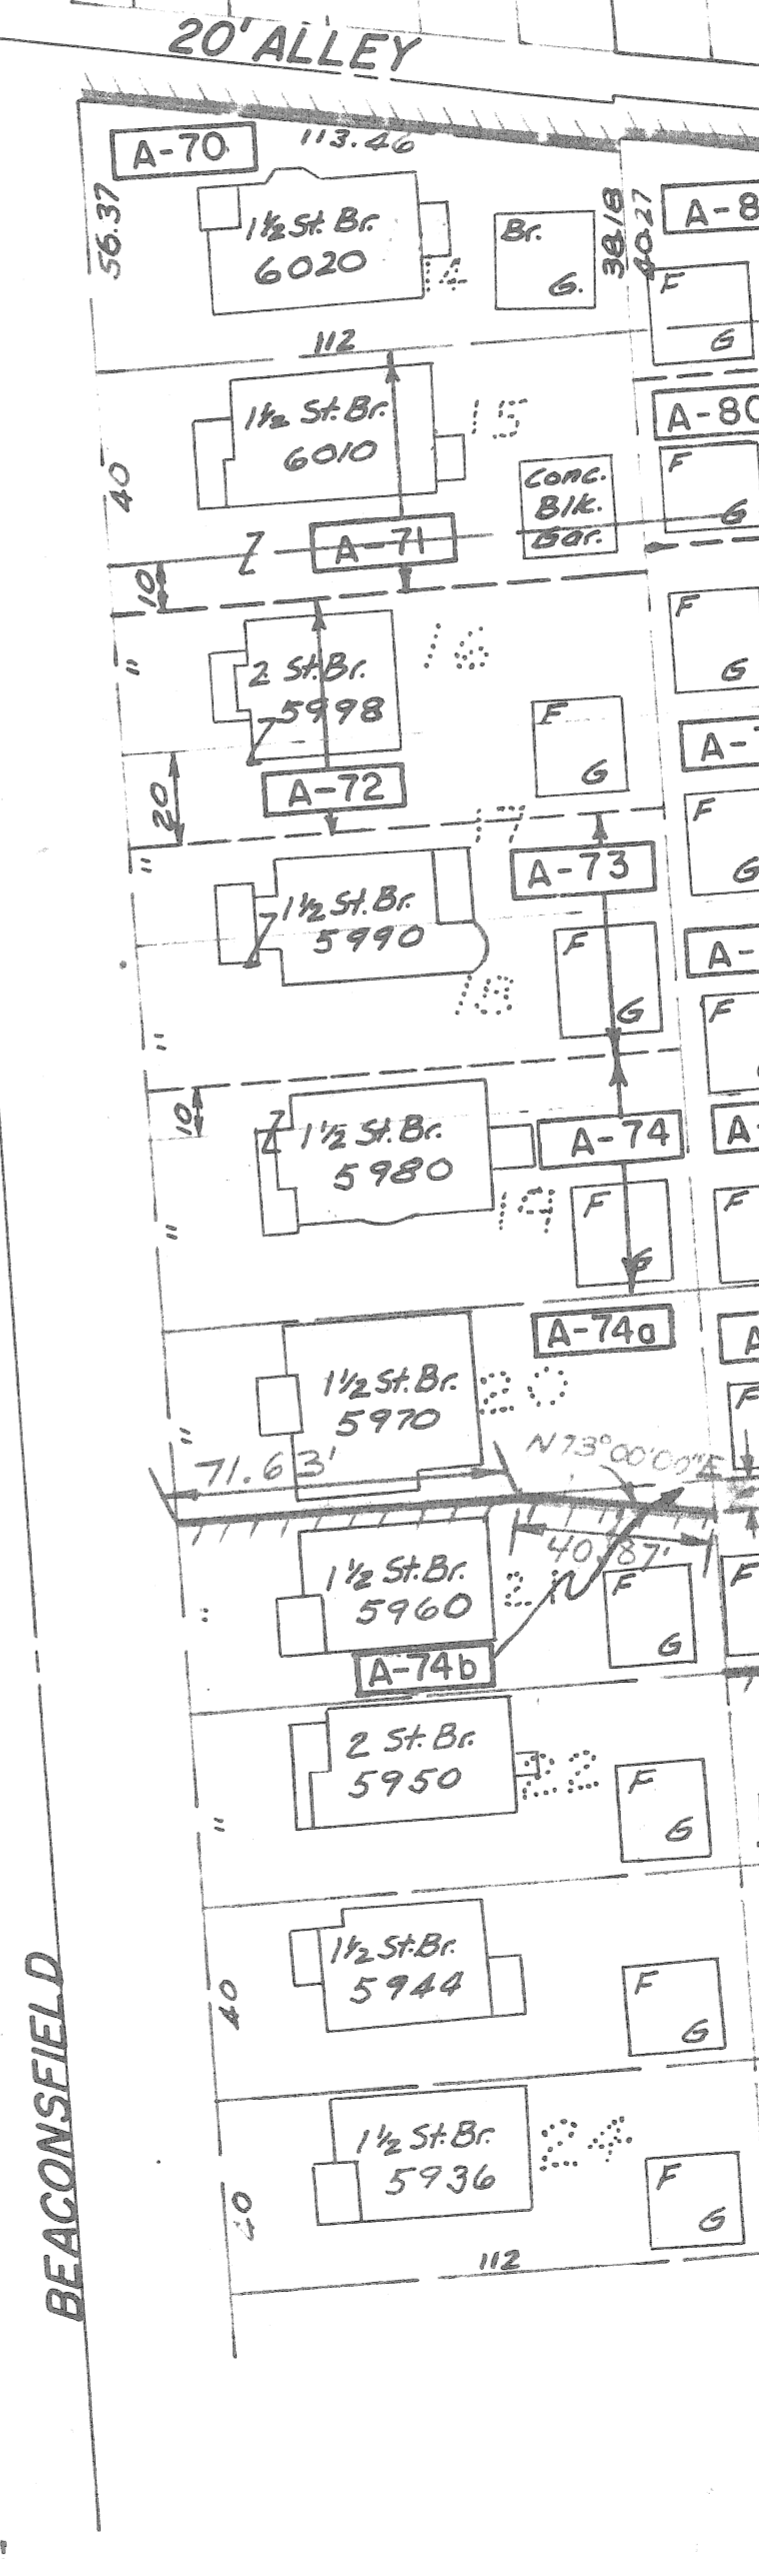 20' ALLEY
A-70
113.46
56.37
1½ St. Br.
6020
14
Br.
G.
38.18
40.27
A-8
F
G
112
1½ St. Br.
6010
15
40
Conc.
Blk.
Gar.
A-80
F
G
A-71
10
"
2 St. Br.
5998
16
F
G
F
G
A-7
A-72
20
17
"
1½ St. Br.
5990
A-73
F
G
18
F
G
A-
F
"
10
1½ St. Br.
5980
A-74
A-
19
F
G
F
"
A-74a
A
1½ St. Br.
5970
20
F
"
71.63'
N 73°00'00" E
40.87'
1½ St. Br.
5960
21
F
G
F
"
A-74b
2 St. Br.
5950
22
F
G
"
1½ St. Br.
5944
F
G
40
BEACONSFIELD
1½ St. Br.
5936
24
F
G
40
112